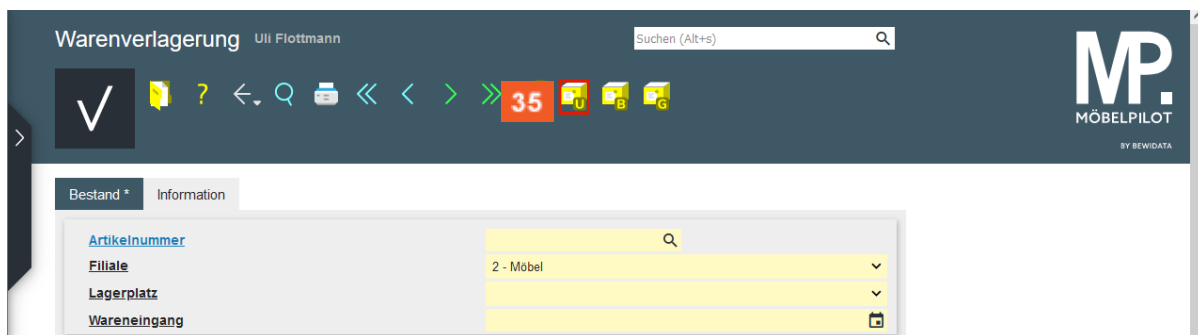 Warenverlagerung Uli Flottmann
Suchen (Alt+s)
?
35
U
B
G
MP.
MÖBELPILOT
BY BEWIDATA
Bestand * Information
Artikelnummer
Filiale 2 - Möbel
Lagerplatz
Wareneingang